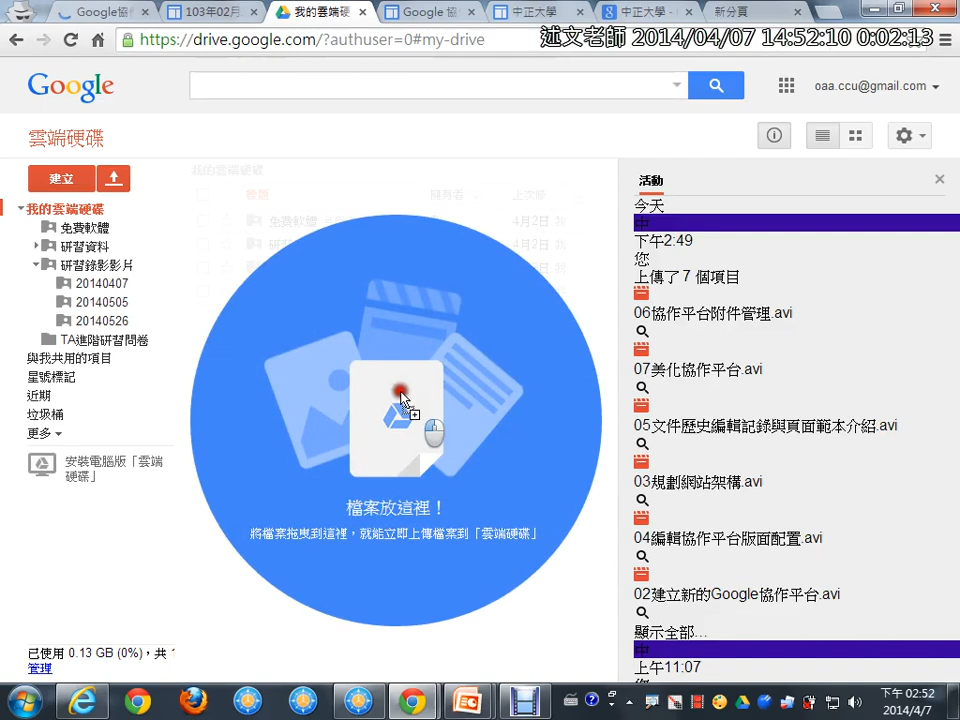 Google協
103年02月
我的雲端硬
Google 協
中正大學
中正大學 -
新分頁
https://drive.google.com/?authuser=0#my-drive
述文老師 2014/04/07 14:52:10 0:02:13
Google
oaa.ccu@gmail.com
雲端硬碟
建立
我的雲端硬碟
免費軟體
研習資料
研習錄影影片
20140407
20140505
20140526
TA進階研習問卷
與我共用的項目
星號標記
近期
垃圾桶
更多
安裝電腦版「雲端
硬碟」
已使用 0.13 GB (0%)，共 1
管理
我的雲端硬碟
標題 擁有者 上次修
免費軟體 共 4月2日 我
4月2日 我
檔案放這裡！
將檔案拖曳到這裡，就能立即上傳檔案到「雲端硬碟」
活動
今天
中
下午2:49
您
上傳了 7 個項目
06協作平台附件管理.avi
07美化協作平台.avi
05文件歷史編輯記錄與頁面範本介紹.avi
03規劃網站架構.avi
04編輯協作平台版面配置.avi
02建立新的Google協作平台.avi
顯示全部...
中
上午11:07
下午 02:52
2014/4/7